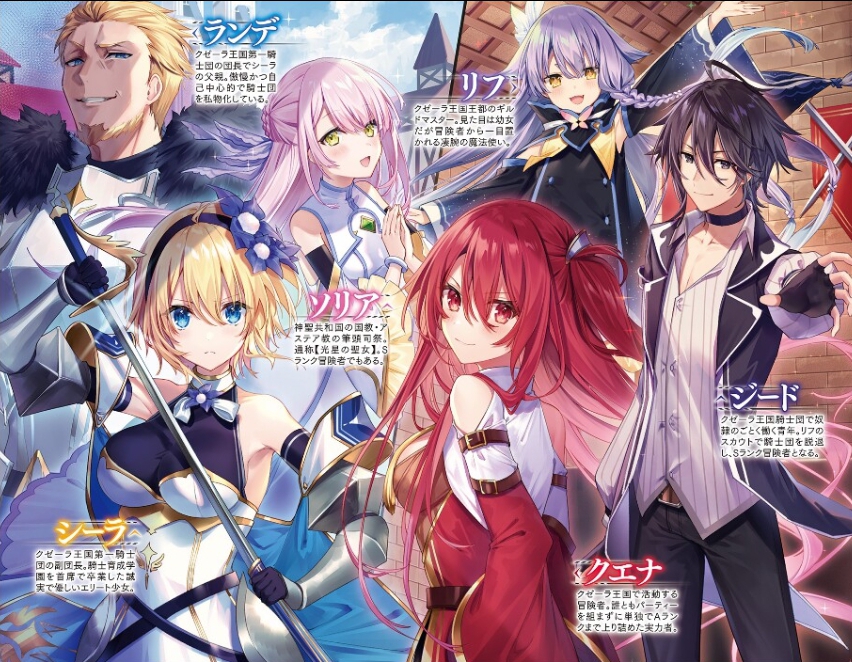 ランデ
クゼーラ王国第一騎
士団の団長でシーラ
の父親。傲慢かつ自
己中心的で騎士団
を私物化している。
リフ
クゼーラ王国王都のギル
ドマスター。見た目は幼女
だが冒険者から一目置
かれる凄腕の魔法使い。
ソリア
神聖共和国の国教・ア
ステア教の筆頭司祭。
通称【光星の聖女】。S
ランク冒険者でもある。
ジード
クゼーラ王国騎士団で奴
隷のごとく働く青年。リフの
スカウトで騎士団を脱退
し、Sランク冒険者となる。
シーラ
クゼーラ王国第一騎士
団の副団長。騎士育成学
園を首席で卒業した誠
実で優しいエリート少女。
クエナ
クゼーラ王国で活動する
冒険者。誰ともパーティー
を組まずに単独でAラン
クまで上り詰めた実力者。